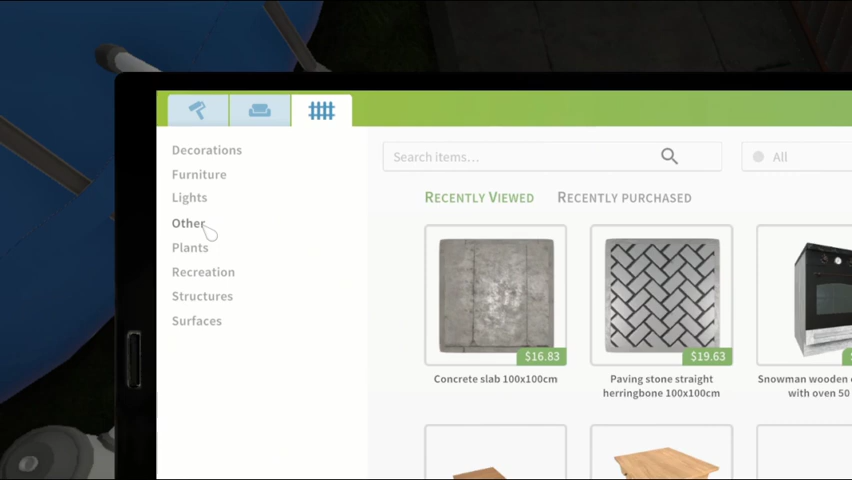 Decorations
Furniture
Lights
Other
Plants
Recreation
Structures
Surfaces
Search items...
All
Recently Viewed
Recently purchased
$16.83
Concrete slab 100x100cm
$19.63
Paving stone straight
herringbone 100x100cm
Snowman wooden
with oven 50